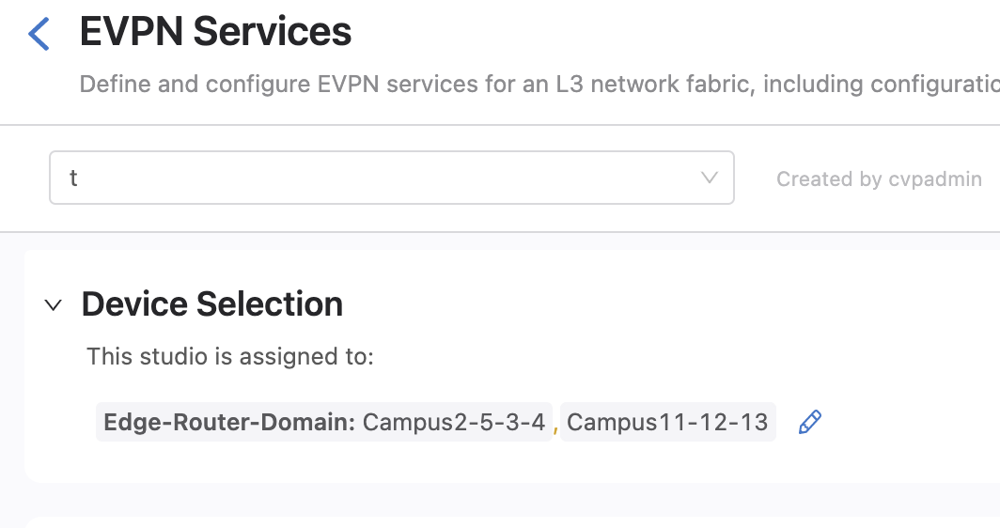 EVPN Services
Define and configure EVPN services for an L3 network fabric, including
t
Created by cvpadmin
Device Selection
This studio is assigned to:
Edge-Router-Domain: Campus2-5-3-4 , Campus11-12-13